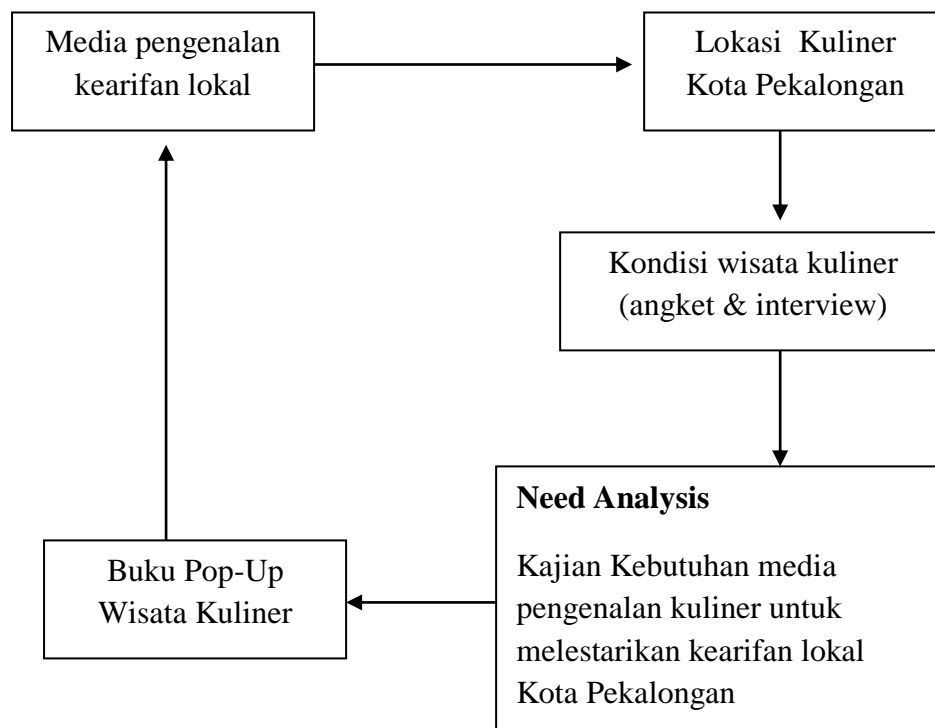 Media pengenalan
kearifan lokal
Lokasi  Kuliner
Kota Pekalongan
Kondisi wisata kuliner
(angket & interview)
Need Analysis
Kajian Kebutuhan media
pengenalan kuliner untuk
melestarikan kearifan lokal
Kota Pekalongan
Buku Pop-Up
Wisata Kuliner